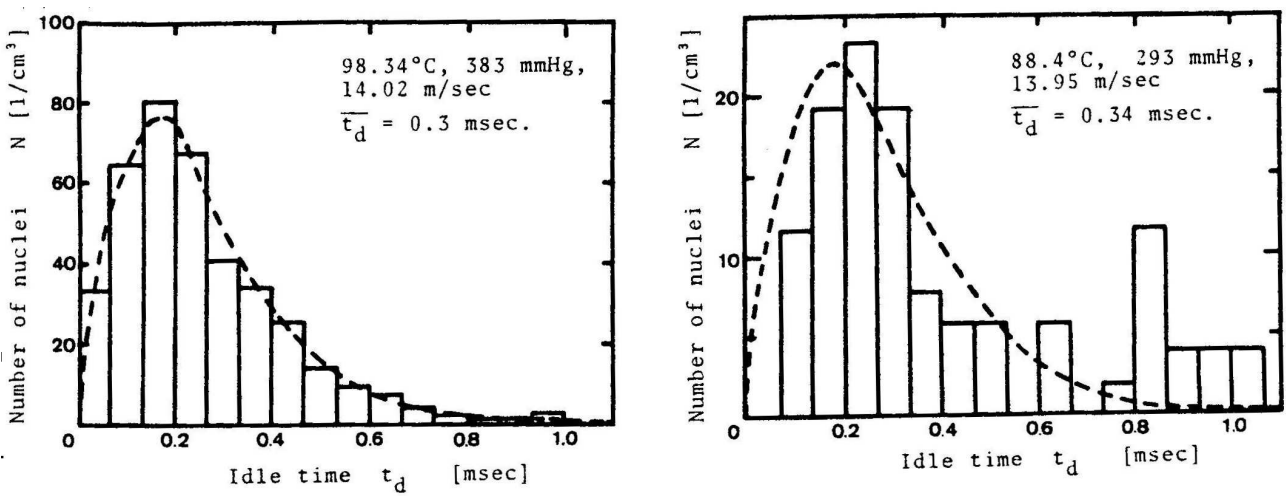 Number of nuclei N [1/cm³]
100
80
60
40
20
98.34°C, 383 mmHg,
14.02 m/sec
t̅d̅ = 0.3 msec.
0 0.2 0.4 0.6 0.8 1.0
Idle time td [msec]
Number of nuclei N [1/cm³]
20
10
88.4°C, 293 mmHg,
13.95 m/sec
t̅d̅ = 0.34 msec.
0 0.2 0.4 0.6 0.8 1.0
Idle time td [msec]